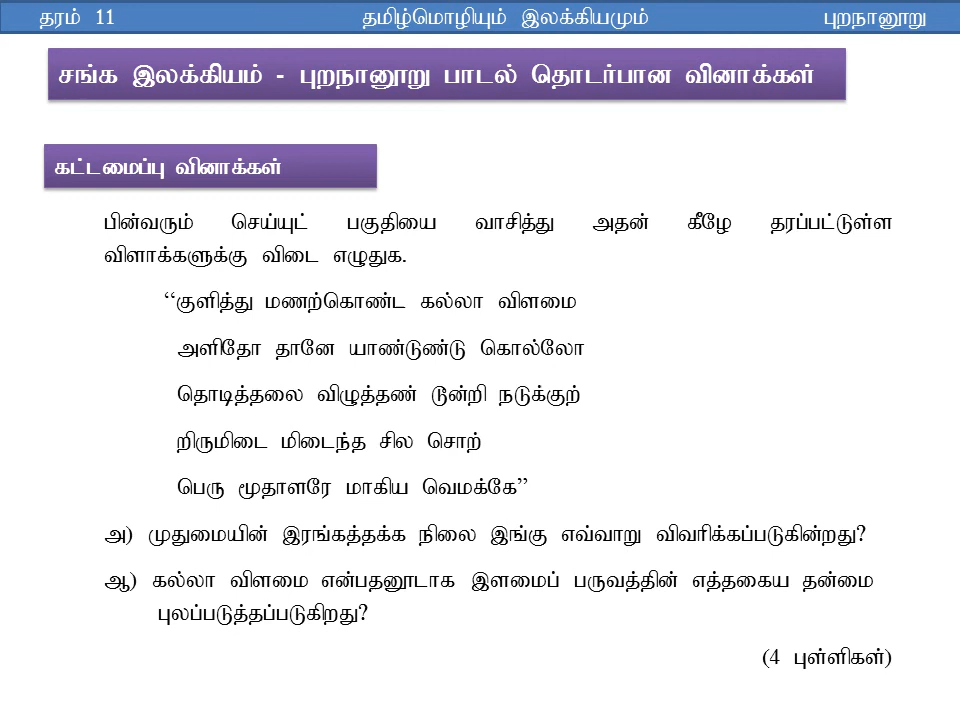 தரம் 11 தமிழ்மொழியும் இலக்கியமும் புறநானூறு
சங்க இலக்கியம் - புறநானூறு பாடல் தொடர்பான வினாக்கள்
கட்டமைப்பு வினாக்கள்
பின்வரும் செய்யுட் பகுதியை வாசித்து அதன் கீழே தரப்பட்டுள்ள
விளாக்களுக்கு விடை எழுதுக.
“குளித்து மணற்கொண்ட கல்லா விளமை
அளிதோ தானே யாண்டுண்டு கொல்லோ
தொடித்தலை விழுத்தண் டூன்றி நடுக்குற்
றிருமிடை மிடைந்த சில சொற்
பெரு மூதாளரே மாகிய வெமக்கே”
அ) முதுமையின் இரங்கத்தக்க நிலை இங்கு எவ்வாறு விவரிக்கப்படுகின்றது?
ஆ) கல்லா விளமை என்பதனூடாக இளமைப் பருவத்தின் எத்தகைய தன்மை
புலப்படுத்தப்படுகிறது?
(4 புள்ளிகள்)